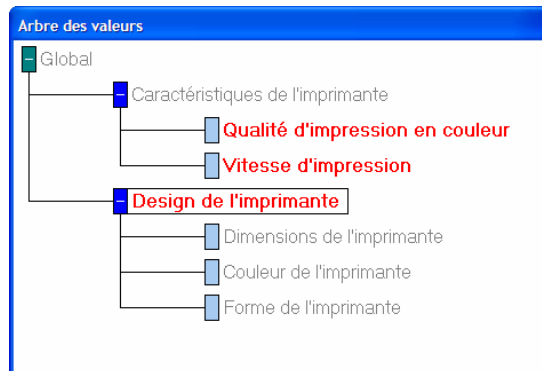 Arbre des valeurs
Global
Caractéristiques de l'imprimante
Qualité d'impression en couleur
Vitesse d'impression
Design de l'imprimante
Dimensions de l'imprimante
Couleur de l'imprimante
Forme de l'imprimante